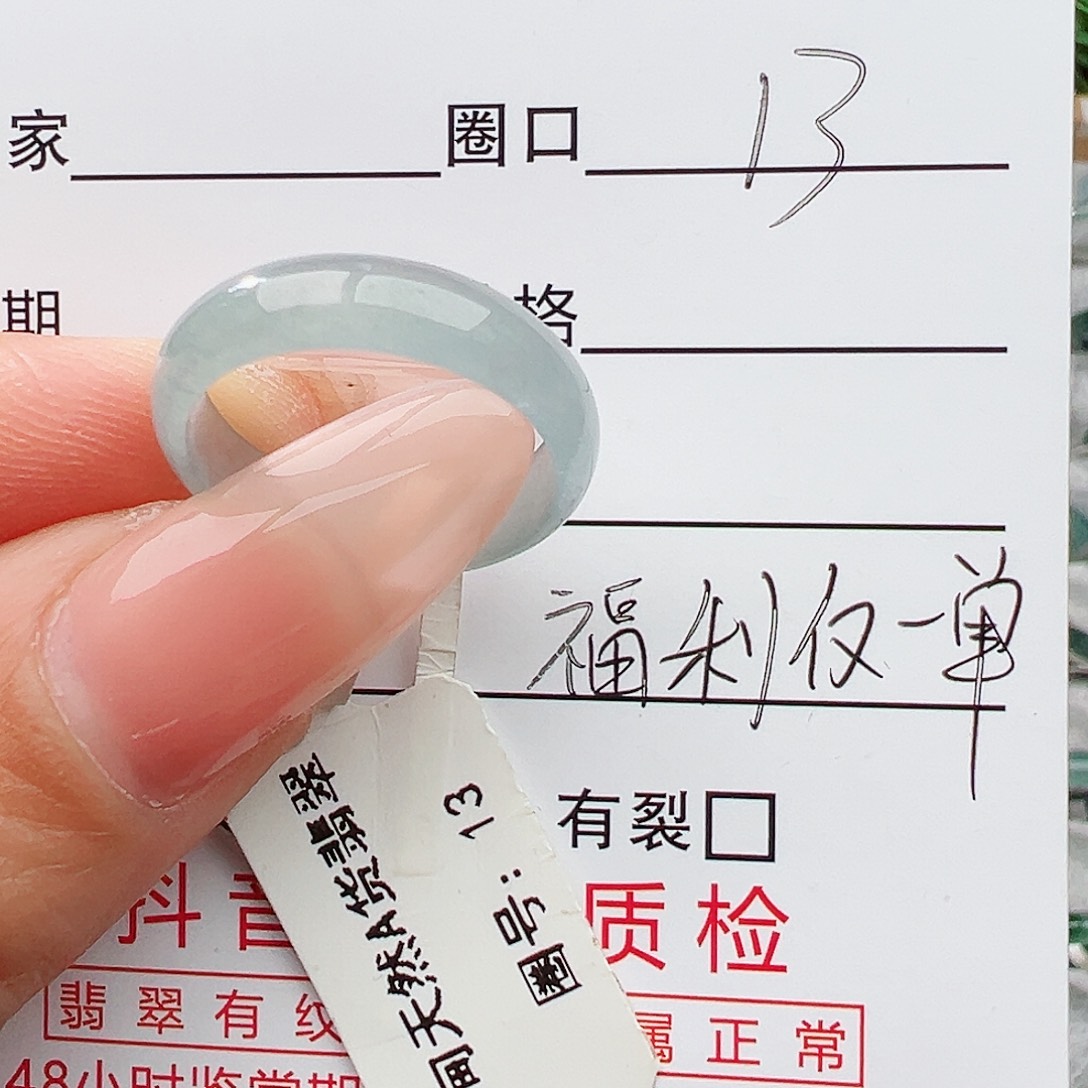 家 圈口 13
期 格
福利仅一单
有裂
抖音 质检
翡翠有纹 属正常
48小时鉴赏期
天然A货翡翠
圈号：13